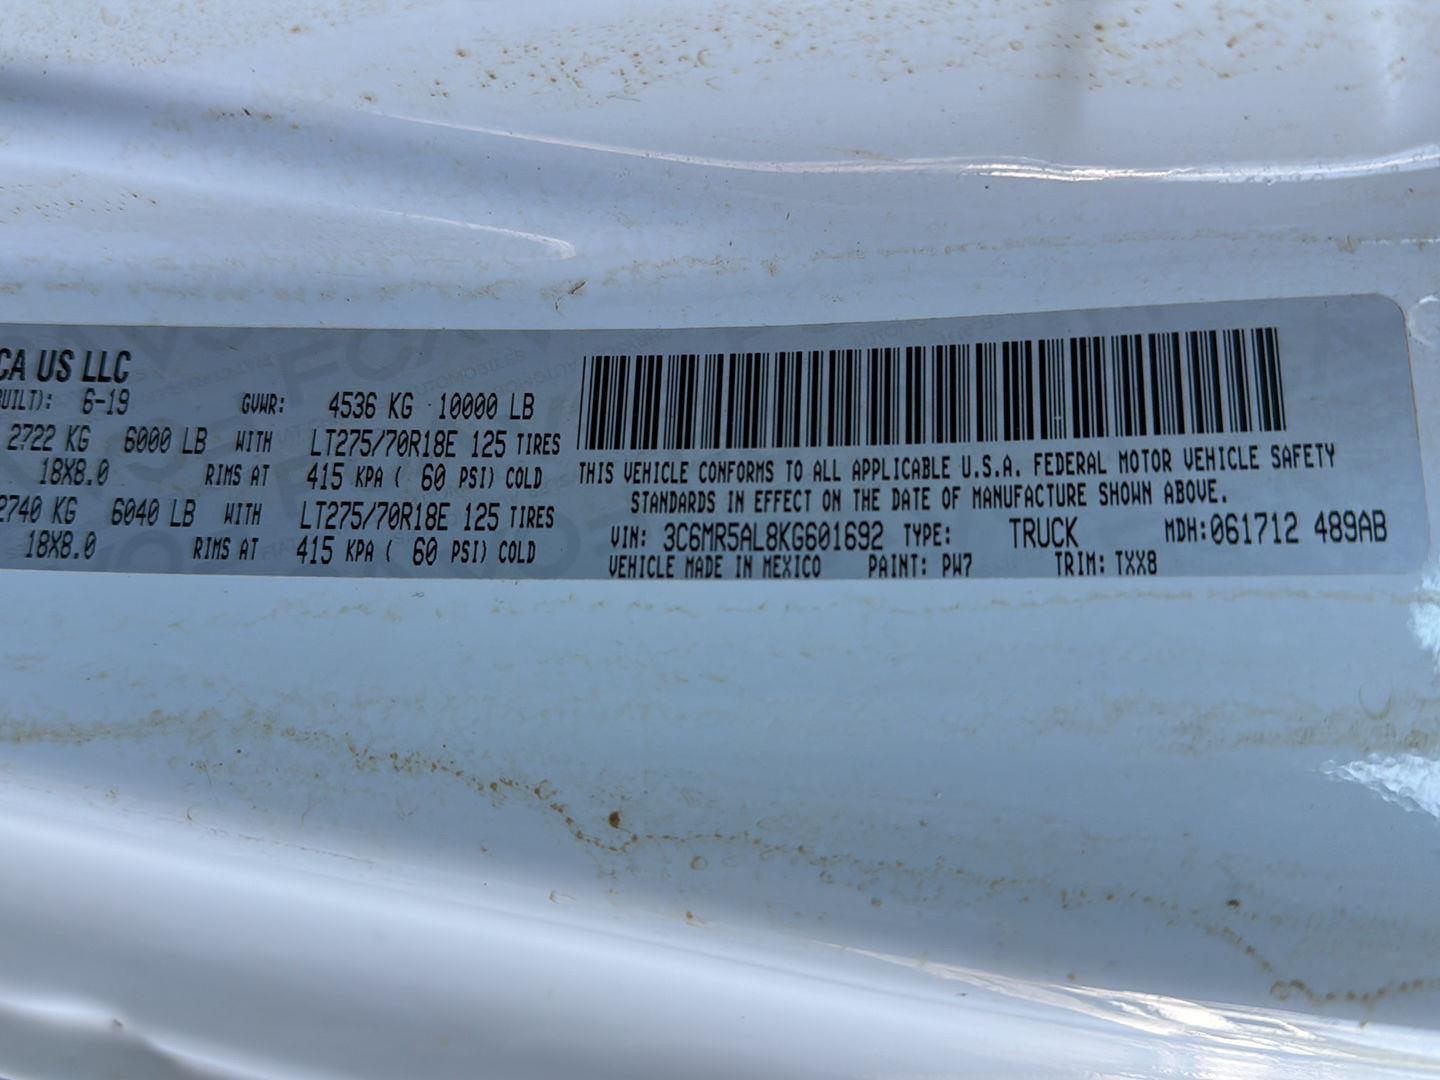 CA US LLC
UILT): 6-19 GVWR: 4536 KG 10000 LB
2722 KG 6000 LB WITH LT275/70R18E 125 TIRES
18X8.0 RIMS AT 415 KPA ( 60 PSI) COLD
2740 KG 6040 LB WITH LT275/70R18E 125 TIRES
18X8.0 RIMS AT 415 KPA ( 60 PSI) COLD
THIS VEHICLE CONFORMS TO ALL APPLICABLE U.S.A. FEDERAL MOTOR VEHICLE SAFETY
STANDARDS IN EFFECT ON THE DATE OF MANUFACTURE SHOWN ABOVE.
VIN: 3C6MR5AL8KG601692 TYPE: TRUCK MDH:061712 489AB
VEHICLE MADE IN MEXICO PAINT: PW7 TRIM: TXX8